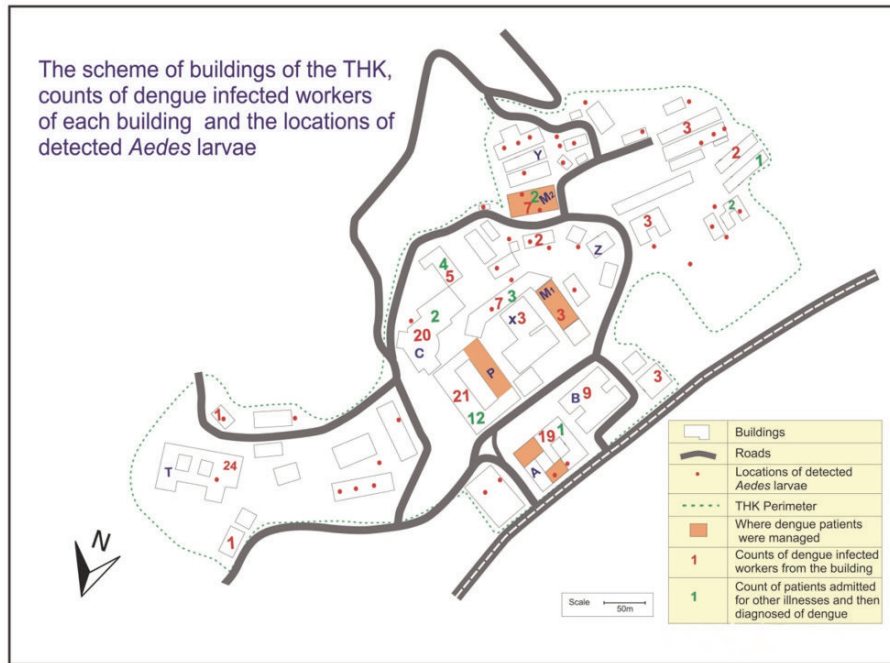 The scheme of buildings of the THK,
counts of dengue infected workers
of each building and the locations of
detected Aedes larvae
3
2
1
Y
2
M2
7
2
3
2
Z
4
5
3
7
M1
2
x3
3
20
C
P
3
21
B 9
12
19
1
1
A
T
24
1
N
Buildings
Roads
Locations of detected
Aedes larvae
THK Perimeter
Where dengue patients
were managed
1
Counts of dengue infected
workers from the building
1
Count of patients admitted
for other illnesses and then
diagnosed of dengue
Scale
50m